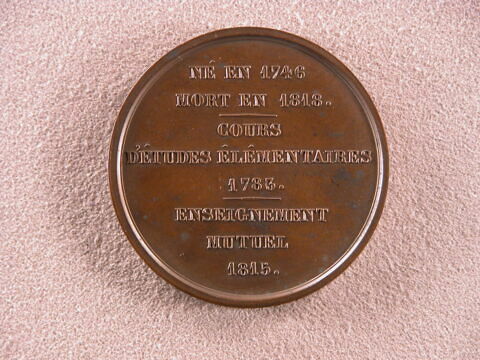 NÉ EN 1746
MORT EN 1818.
COURS
D'ÉTUDES ÉLÉMENTAIRES
1783.
ENSEIGNEMENT
MUTUEL
1815.